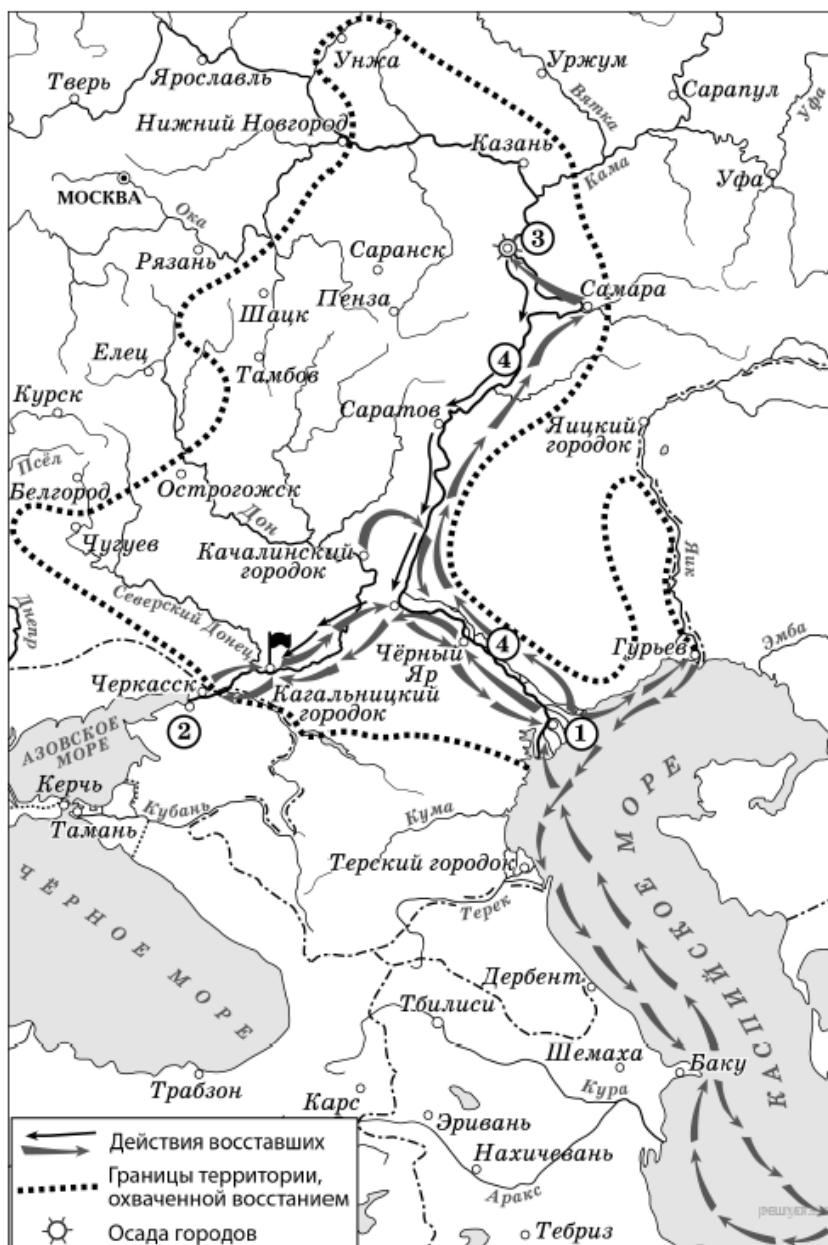 Унжа
Уржум
Ярославль
Тверь
Вятка
Сарапул
Уфа
Нижний Новгород
Казань
Кама
Уфа
МОСКВА
Ока
3
Рязань
Саранск
Самара
Шацк
Пенза
Елец
4
Тамбов
Курск
Саратов
Яицкий
городок
Псёл
Белгород
Острогожск
Дон
Чугуев
Качалинский
городок
Яик
Северский Донец
Днепр
4
Гурьев
Эмба
Чёрный
Яр
Черкасск
Кагальницкий
городок
2
1
АЗОВСКОЕ
МОРЕ
Керчь
Кубань
Тамань
Кума
КАСПИЙСКОЕ МОРЕ
Терский городок
Терек
ЧЁРНОЕ МОРЕ
Дербент
Тбилиси
Шемаха
Баку
Трабзон
Кура
Карс
Эривань
Нахичевань
Аракс
Тебриз
Действия восставших
Границы территории,
охваченной восстанием
Осада городов